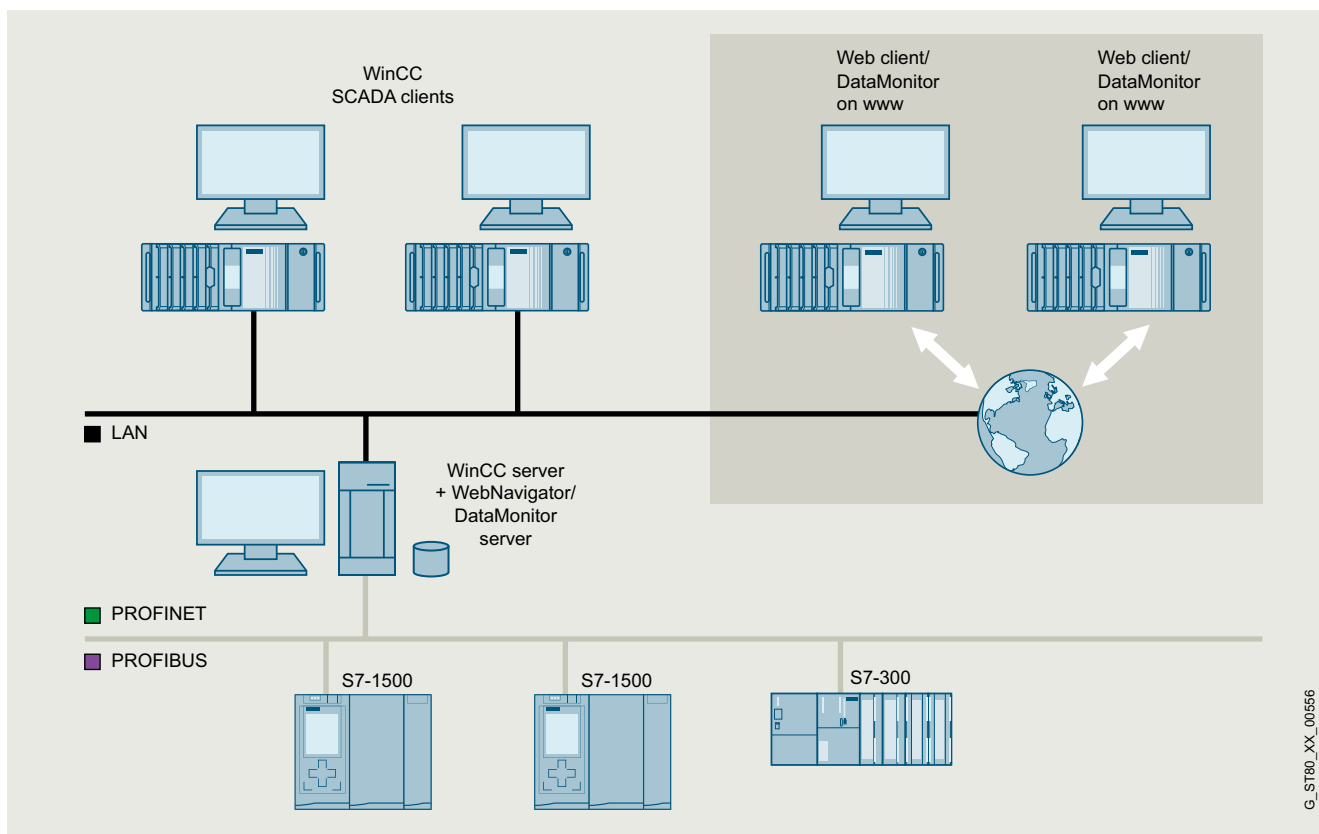 WinCC
SCADA clients
Web client/
DataMonitor
on www
Web client/
DataMonitor
on www
LAN
WinCC server
+ WebNavigator/
DataMonitor
server
PROFINET
PROFIBUS
S7-1500
S7-1500
S7-300
G_ST80_XX_00556